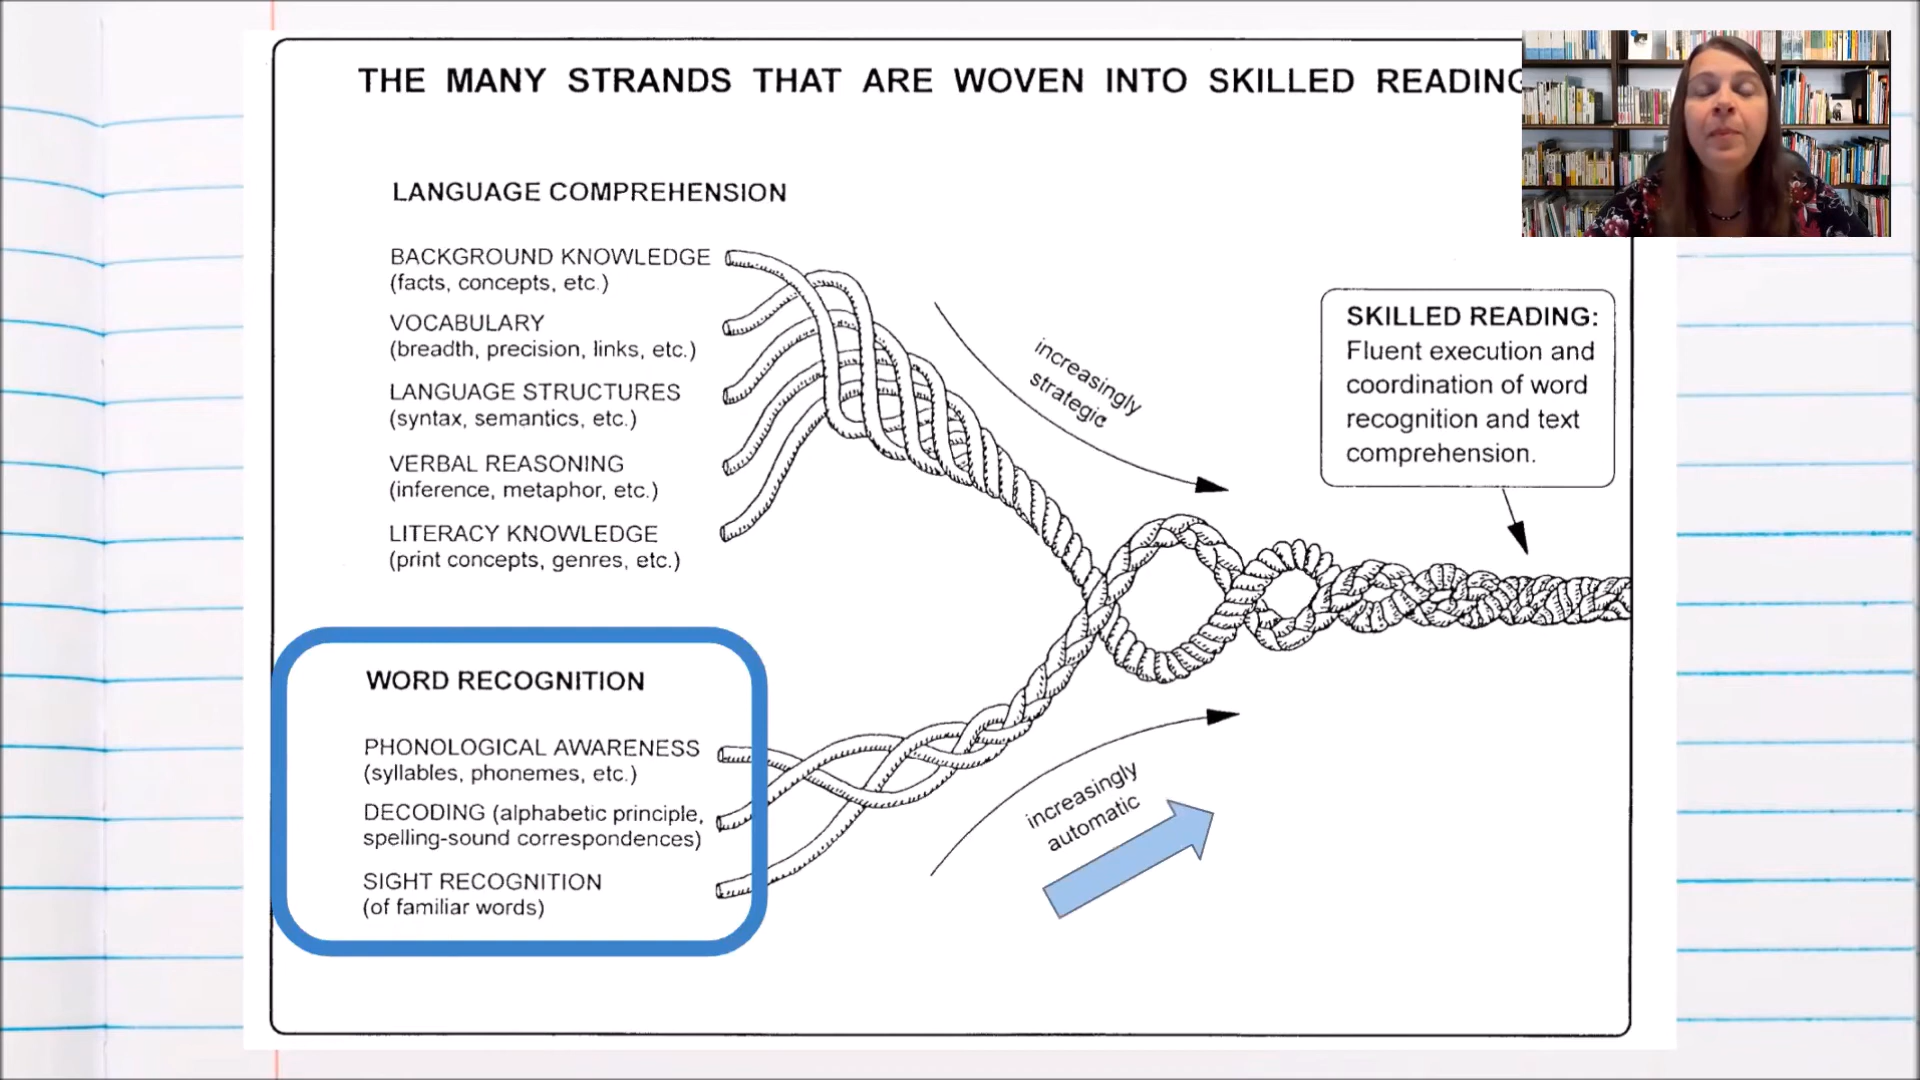 THE MANY STRANDS THAT ARE WOVEN INTO SKILLED READING
LANGUAGE COMPREHENSION
BACKGROUND KNOWLEDGE
(facts, concepts, etc.)
VOCABULARY
(breadth, precision, links, etc.)
LANGUAGE STRUCTURES
(syntax, semantics, etc.)
VERBAL REASONING
(inference, metaphor, etc.)
LITERACY KNOWLEDGE
(print concepts, genres, etc.)
WORD RECOGNITION
PHONOLOGICAL AWARENESS
(syllables, phonemes, etc.)
DECODING (alphabetic principle,
spelling-sound correspondences)
SIGHT RECOGNITION
(of familiar words)
increasingly
strategic
increasingly
automatic
SKILLED READING:
Fluent execution and
coordination of word
recognition and text
comprehension.